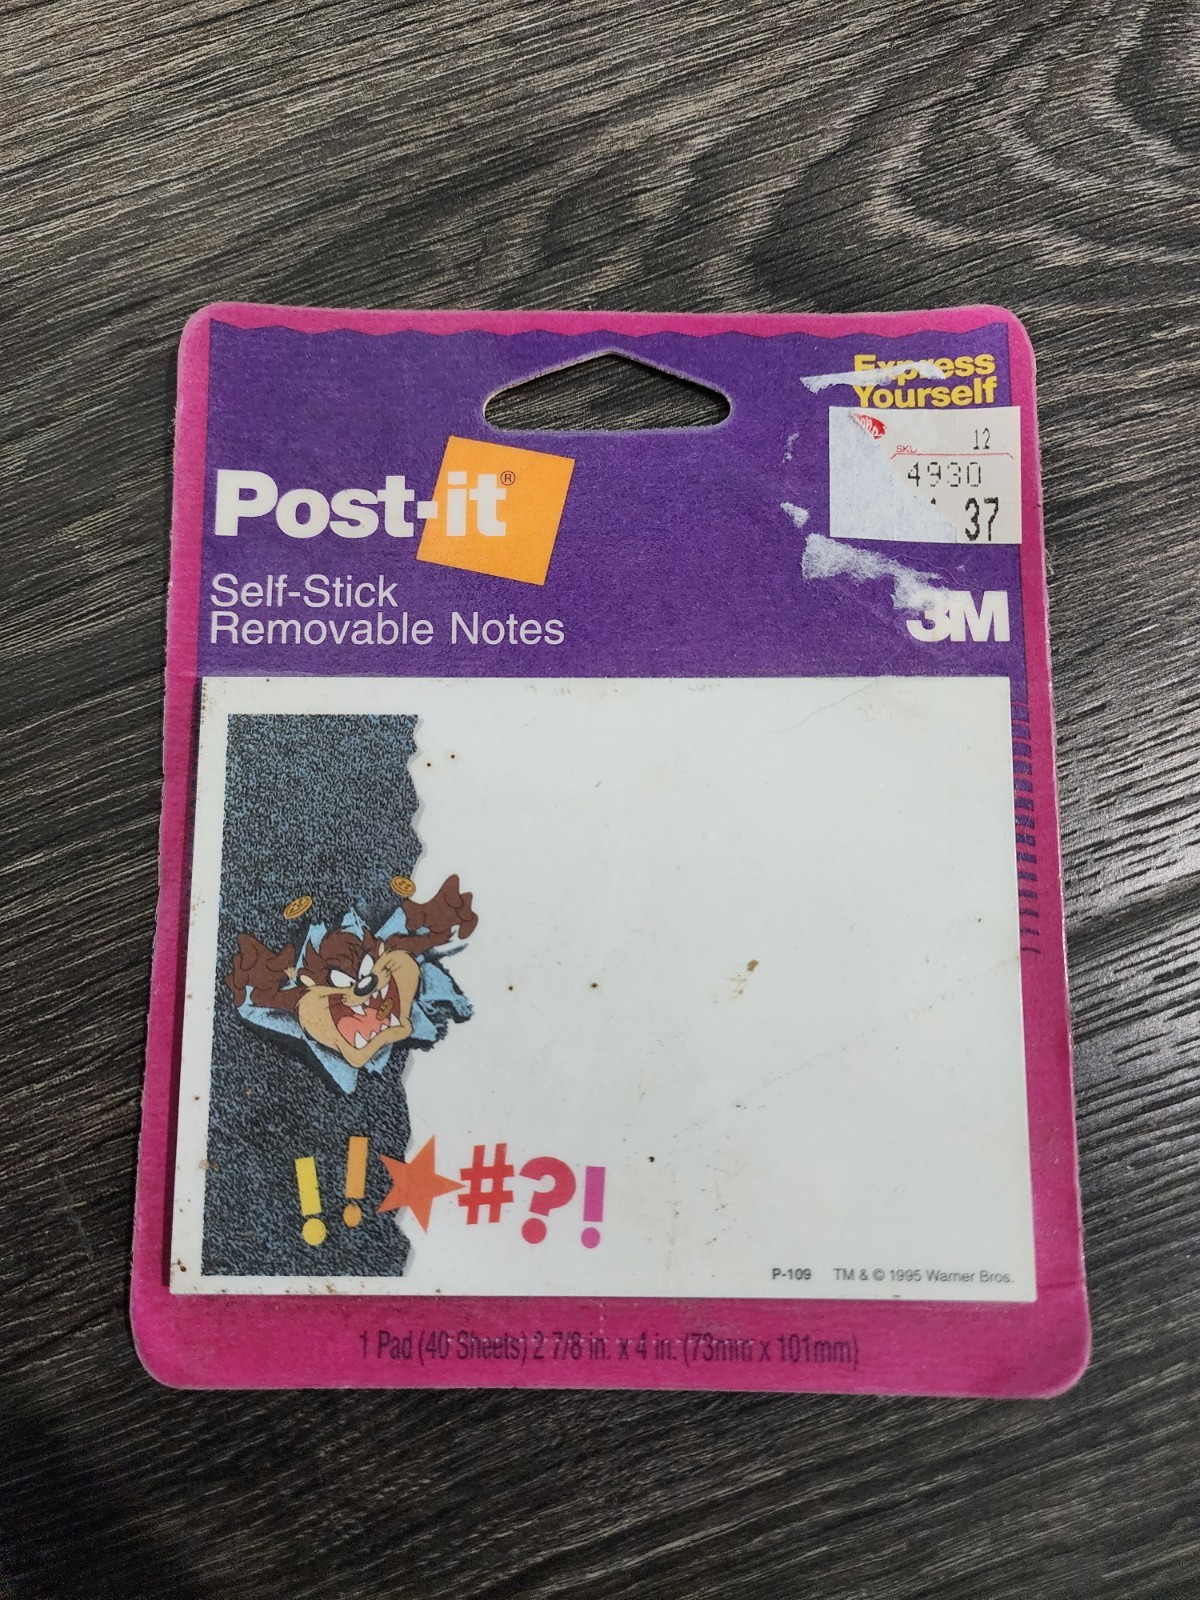 Express
Yourself
SKU 12
4930
37
Post-it®
Self-Stick
Removable Notes
3M
!!★#?!
P-109 TM & © 1995 Warner Bros.
1 Pad (40 Sheets) 2 7/8 in. x 4 in. (73mm x 101mm)